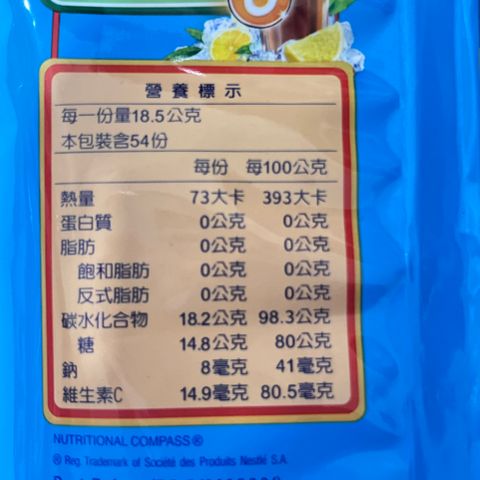 營養標示
每一份量18.5公克
本包裝含54份
每份 每100公克
熱量 73大卡 393大卡
蛋白質 0公克 0公克
脂肪 0公克 0公克
飽和脂肪 0公克 0公克
反式脂肪 0公克 0公克
碳水化合物 18.2公克 98.3公克
糖 14.8公克 80公克
鈉 8毫克 41毫克
維生素C 14.9毫克 80.5毫克
NUTRITIONAL COMPASS®
® Reg. Trademark of Société des Produits Nestlé S.A.